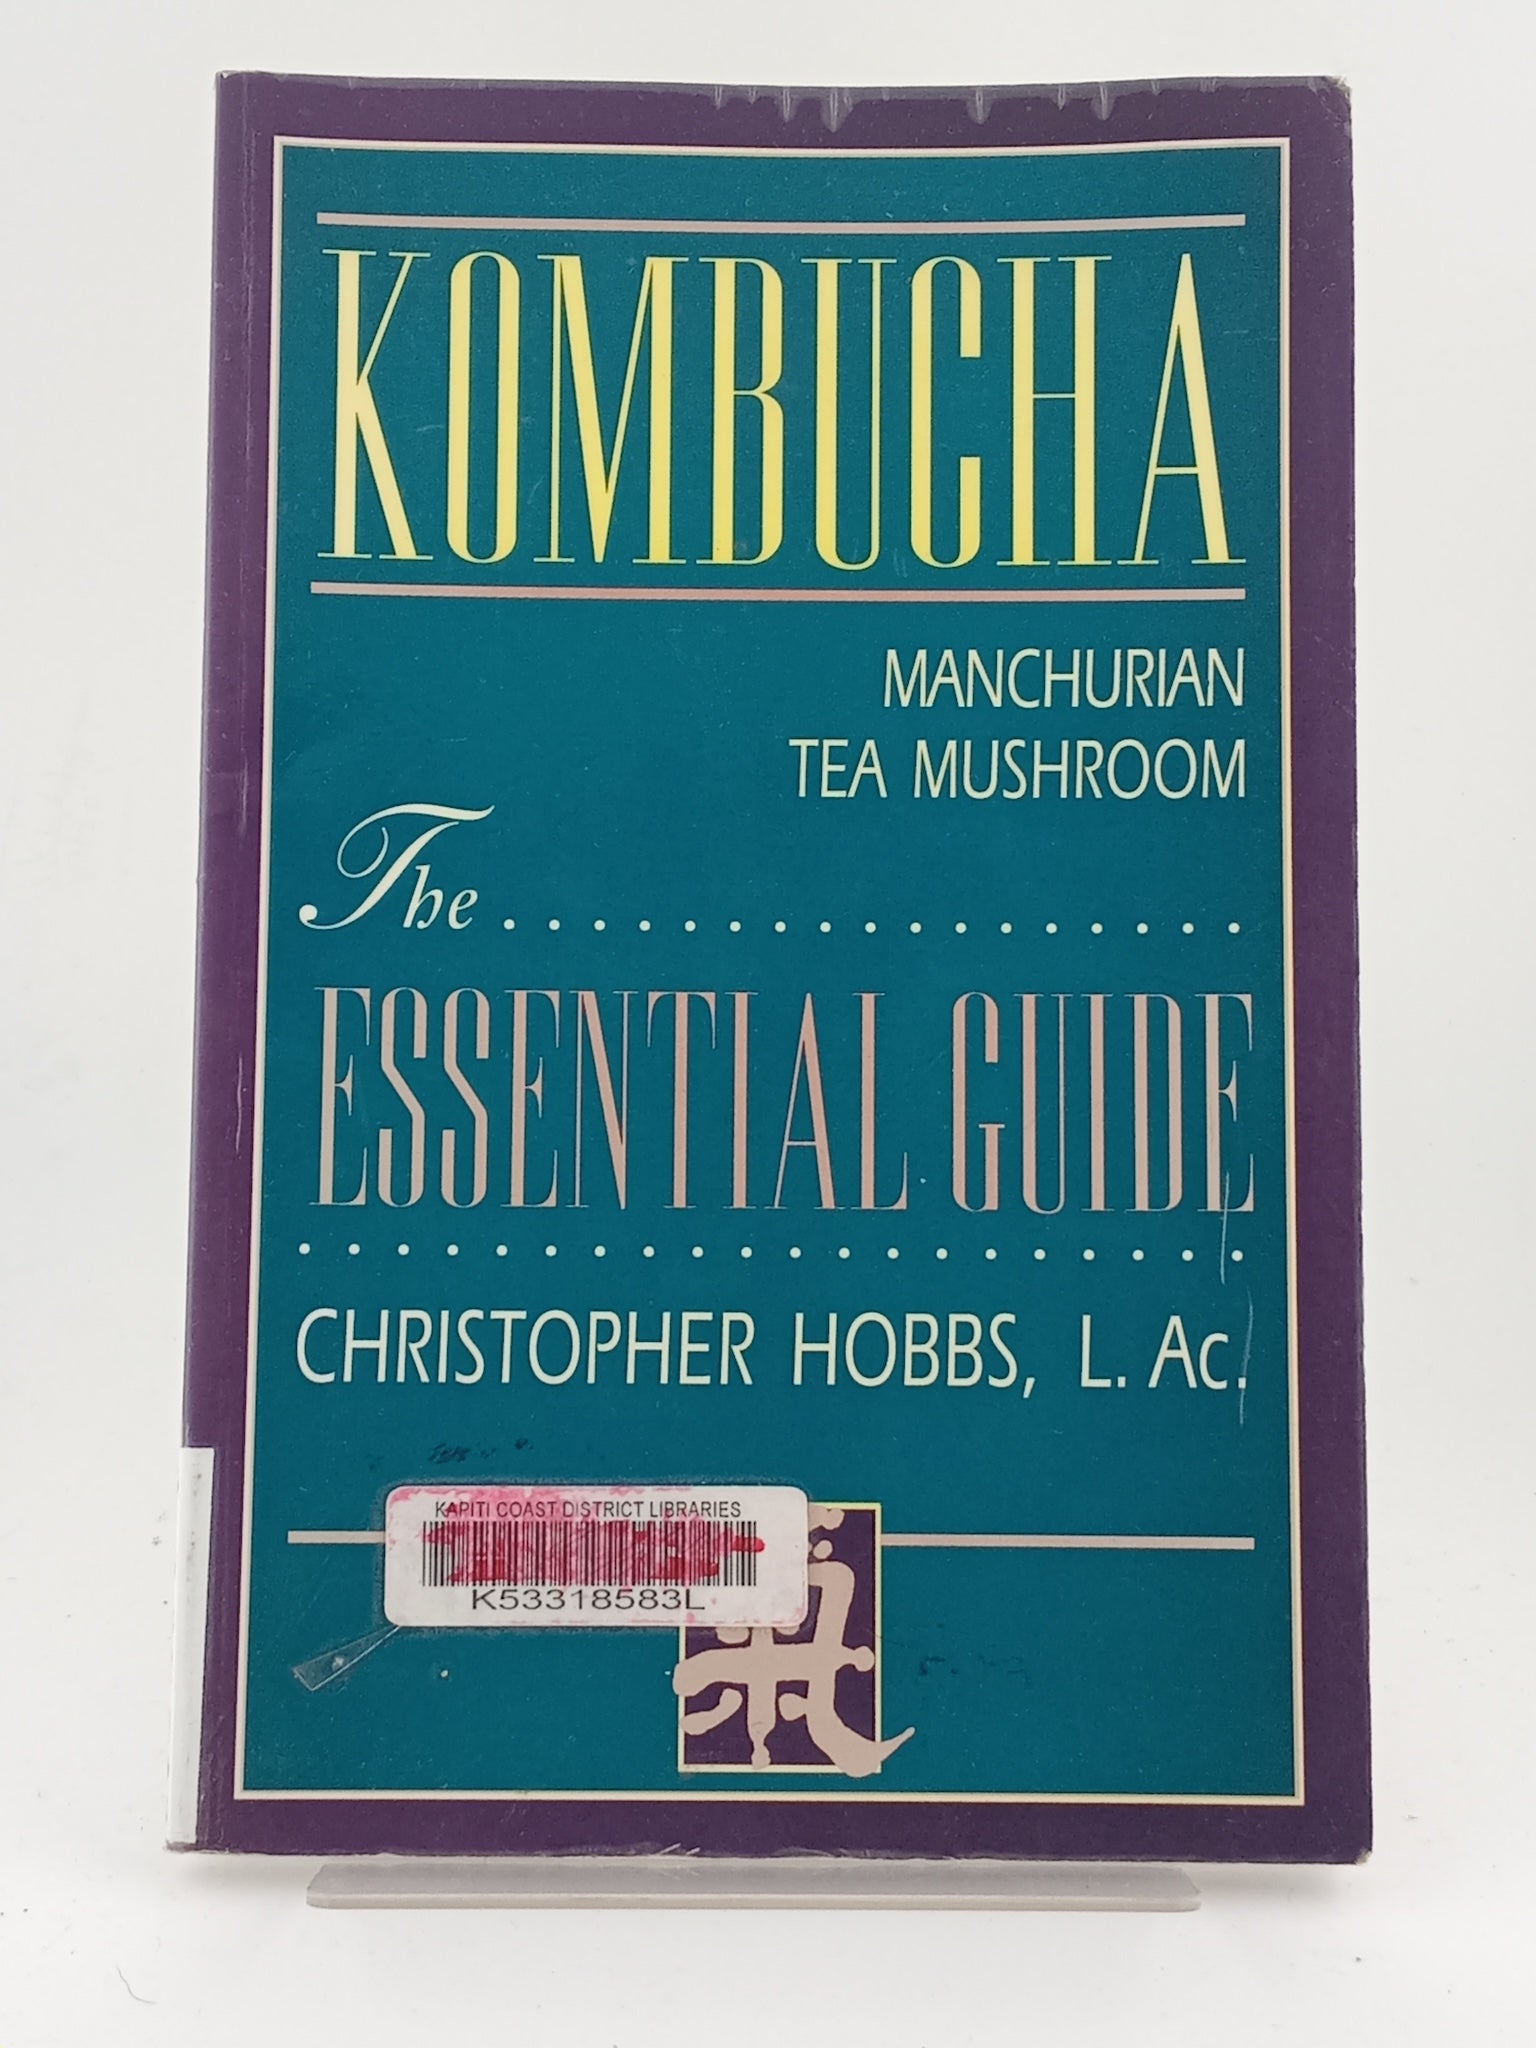 KOMBUCHA
MANCHURIAN
TEA MUSHROOM
The
ESSENTIAL GUIDE
CHRISTOPHER HOBBS, L. Ac.
KAPITI COAST DISTRICT LIBRARIES
K53318583L